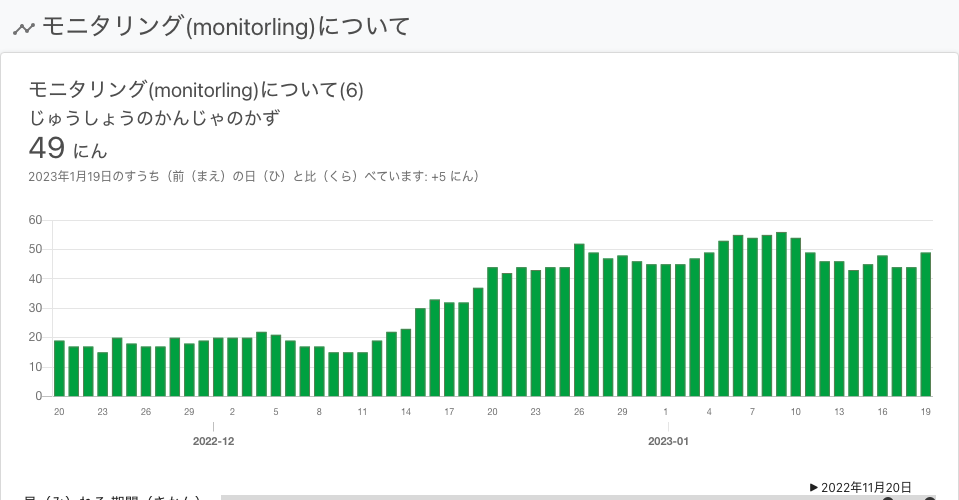 モニタリング(monitorling)について
モニタリング(monitorling)について(6)
じゅうしょうのかんじゃのかず
49 にん
2023年1月19日のすうち（前（まえ）の日（ひ）と比（くら）べています: +5 にん）
60
50
40
30
20
10
0
20 23 26 29 2 5 8 11 14 17 20 23 26 29 1 4 7 10 13 16 19
2022-12 2023-01
▶ 2022年11月20日